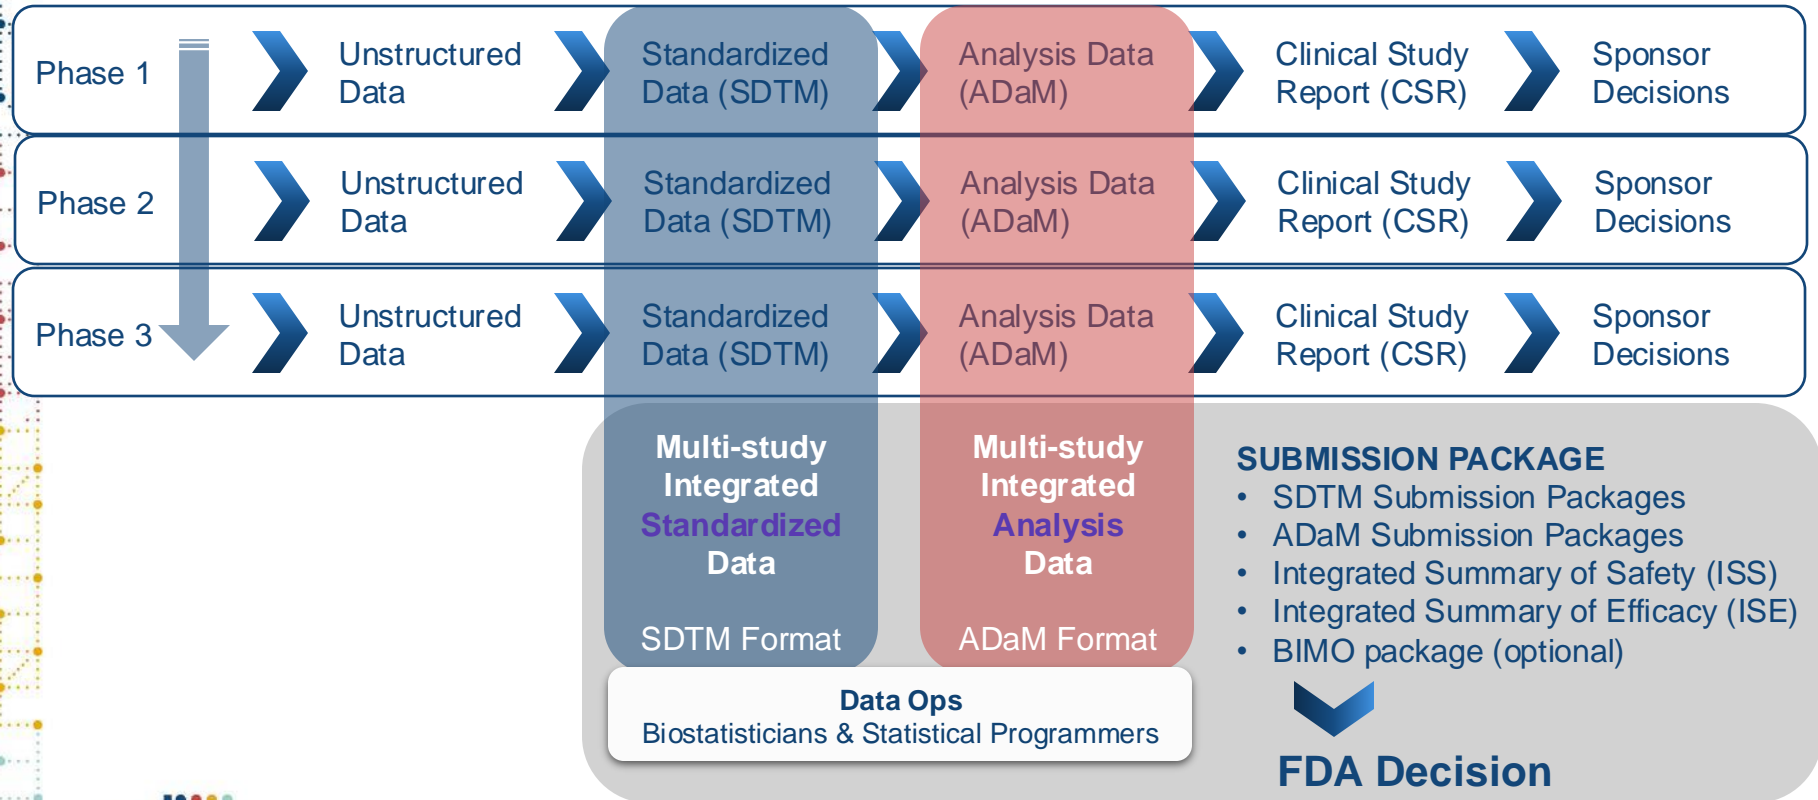 Phase 1
Unstructured
Data
Standardized
Data (SDTM)
Analysis Data
(ADaM)
Clinical Study
Report (CSR)
Sponsor
Decisions
Phase 2
Unstructured
Data
Standardized
Data (SDTM)
Analysis Data
(ADaM)
Clinical Study
Report (CSR)
Sponsor
Decisions
Phase 3
Unstructured
Data
Standardized
Data (SDTM)
Analysis Data
(ADaM)
Clinical Study
Report (CSR)
Sponsor
Decisions
Multi-study
Integrated
Standardized
Data
SDTM Format
Multi-study
Integrated
Analysis
Data
ADaM Format
Data Ops
Biostatisticians & Statistical Programmers
SUBMISSION PACKAGE
• SDTM Submission Packages
• ADaM Submission Packages
• Integrated Summary of Safety (ISS)
• Integrated Summary of Efficacy (ISE)
• BIMO package (optional)
FDA Decision